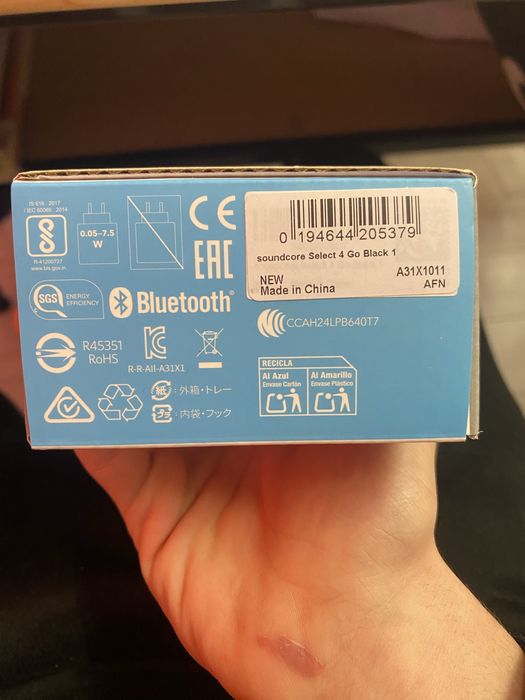 IS 616 : 2017
/ IEC 60065 : 2014
R-41200727
www.bis.gov.in
0.05–7.5
W
CE
EAC
0 194644 205379
soundcore Select 4 Go Black 1
NEW
A31X1011
Made in China
AFN
SGS
ENERGY
EFFICIENCY
Bluetooth®
CCAH24LPB640T7
R45351
RoHS
R-R-AII-A31X1
RECICLA
Al Azul
Envase Cartón
Al Amarillo
Envase Plástico
紙 : 外箱・トレー
プラ : 内袋・フック